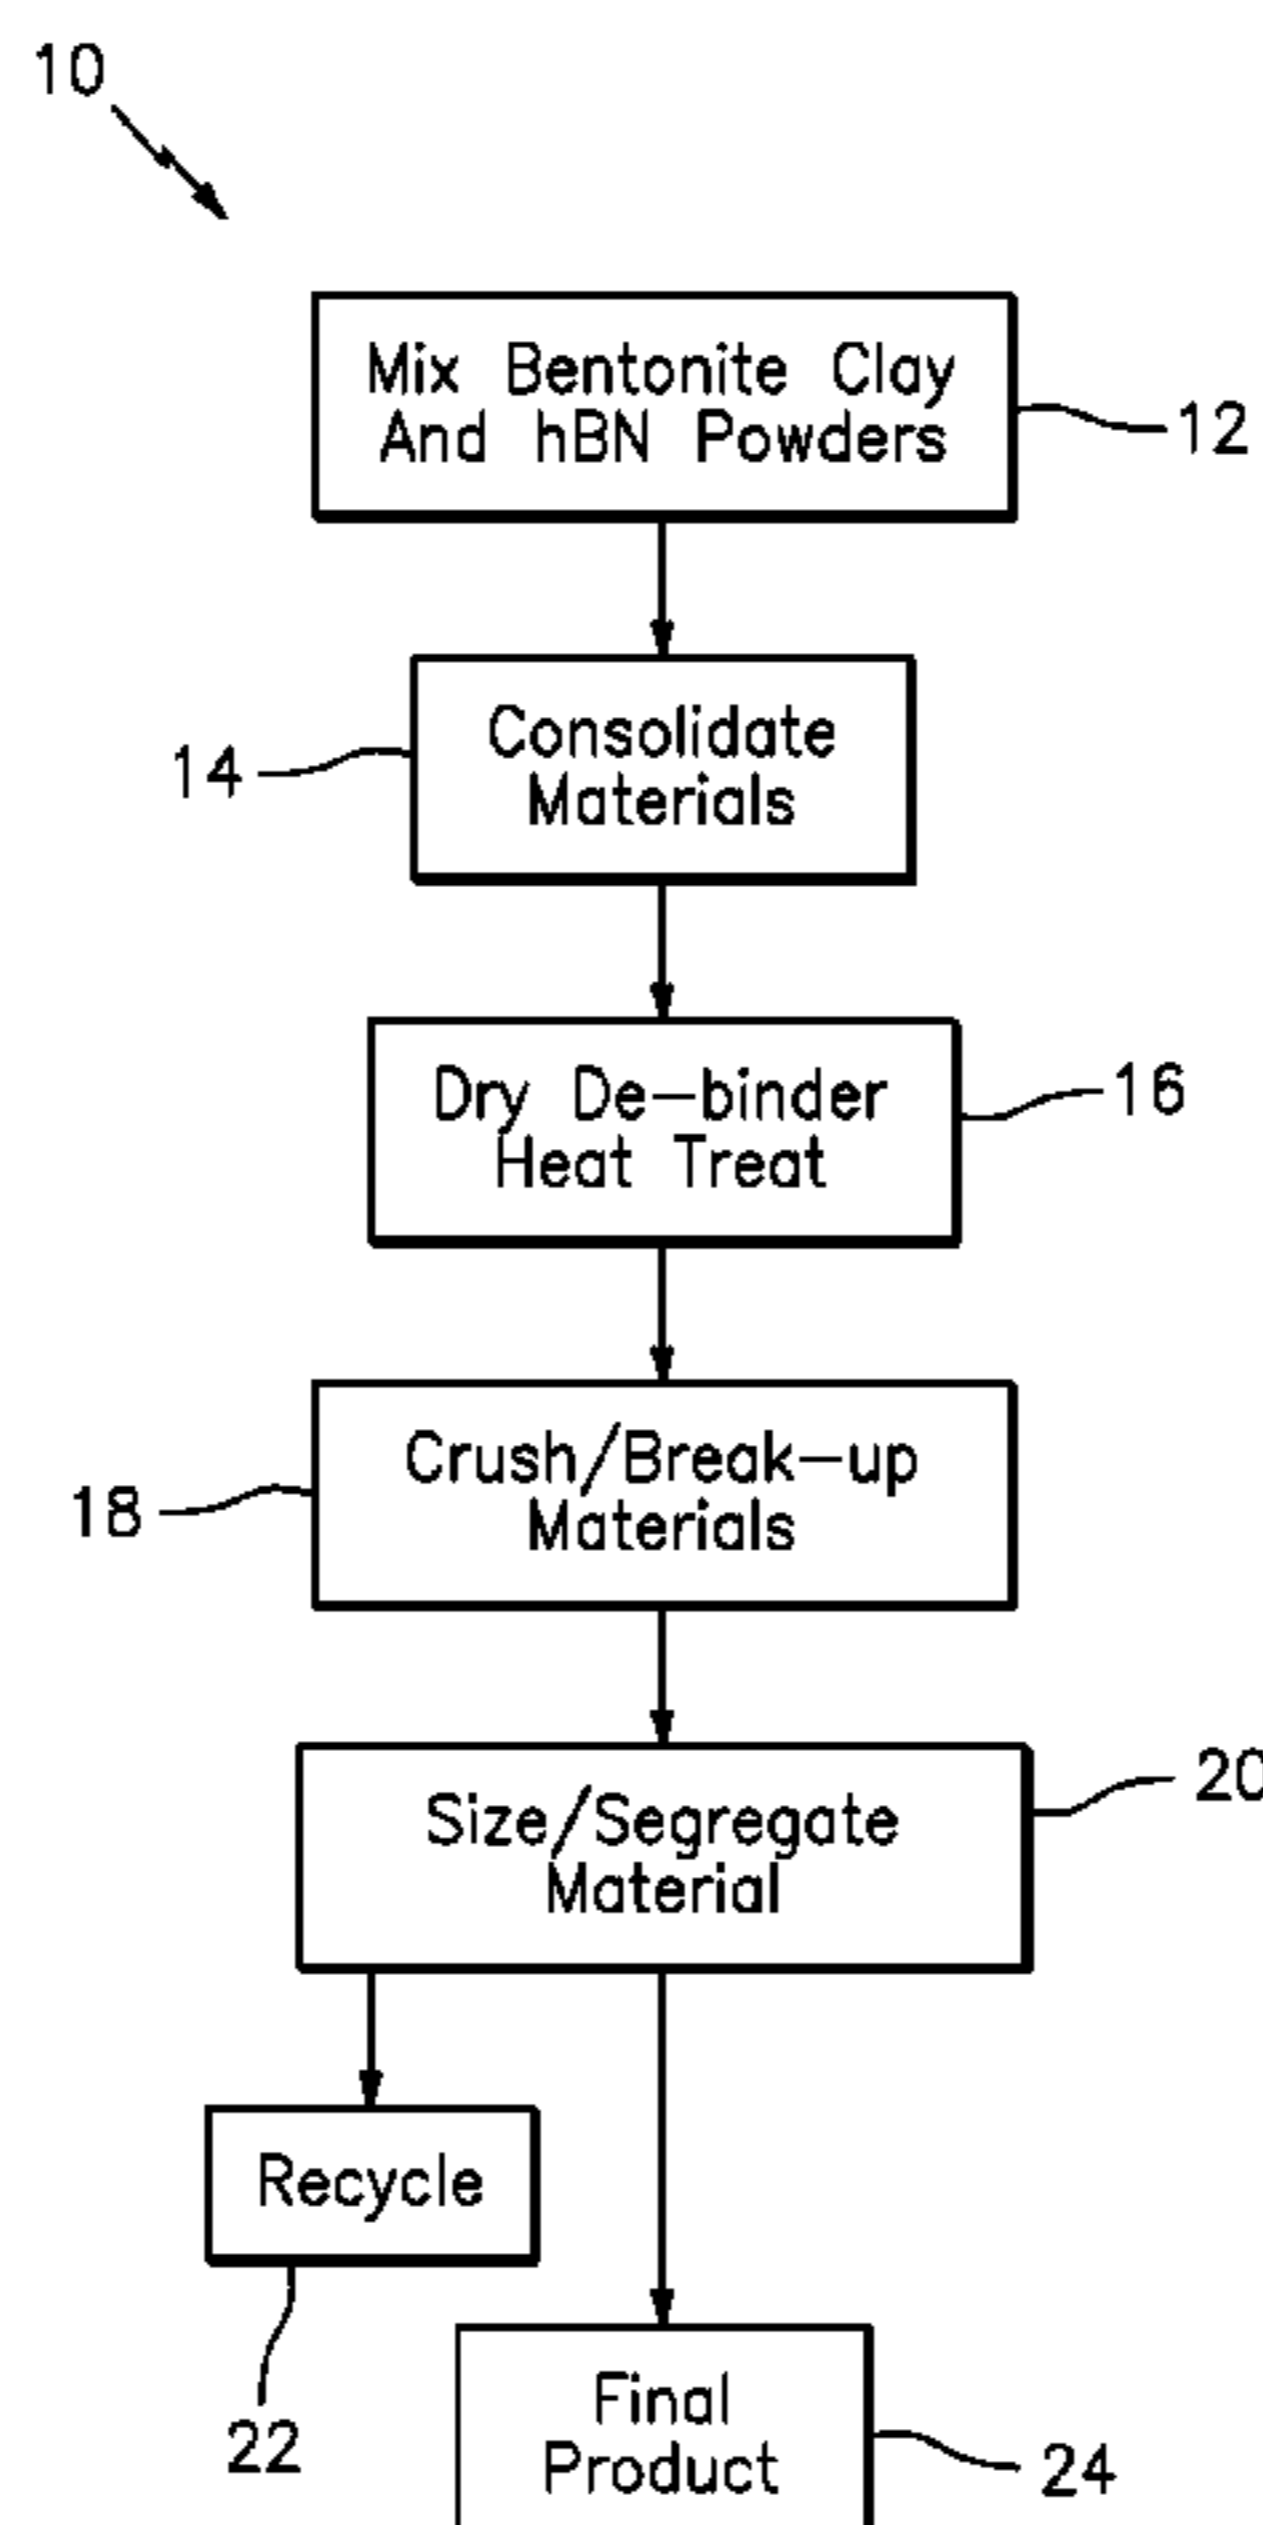 10
Mix Bentonite Clay
And hBN Powders
12
Consolidate
Materials
14
Dry De-binder
Heat Treat
16
Crush/Break-up
Materials
18
Size/Segregate
Material
20
Recycle
22
Final
Product
24